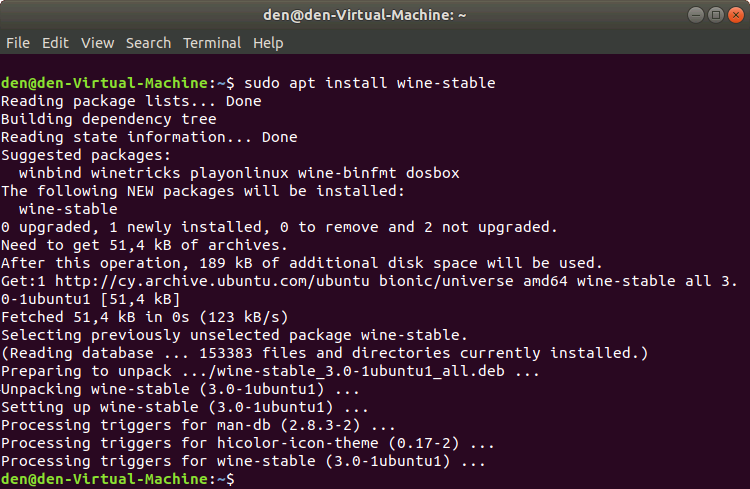 den@den-Virtual-Machine: ~
File Edit View Search Terminal Help
den@den-Virtual-Machine:~$ sudo apt install wine-stable
Reading package lists... Done
Building dependency tree
Reading state information... Done
Suggested packages:
  winbind winetricks playonlinux wine-binfmt dosbox
The following NEW packages will be installed:
  wine-stable
0 upgraded, 1 newly installed, 0 to remove and 2 not upgraded.
Need to get 51,4 kB of archives.
After this operation, 189 kB of additional disk space will be used.
Get:1 http://cy.archive.ubuntu.com/ubuntu bionic/universe amd64 wine-stable all 3.
0-1ubuntu1 [51,4 kB]
Fetched 51,4 kB in 0s (123 kB/s)
Selecting previously unselected package wine-stable.
(Reading database ... 153383 files and directories currently installed.)
Preparing to unpack .../wine-stable_3.0-1ubuntu1_all.deb ...
Unpacking wine-stable (3.0-1ubuntu1) ...
Setting up wine-stable (3.0-1ubuntu1) ...
Processing triggers for man-db (2.8.3-2) ...
Processing triggers for hicolor-icon-theme (0.17-2) ...
Processing triggers for wine-stable (3.0-1ubuntu1) ...
den@den-Virtual-Machine:~$